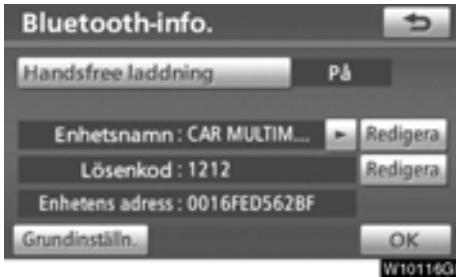 Bluetooth-info.
Handsfree laddning På
Enhetsnamn : CAR MULTIM... Redigera
Lösenkod : 1212 Redigera
Enhetens adress : 0016FED562BF
Grundinställn. OK
W10116G